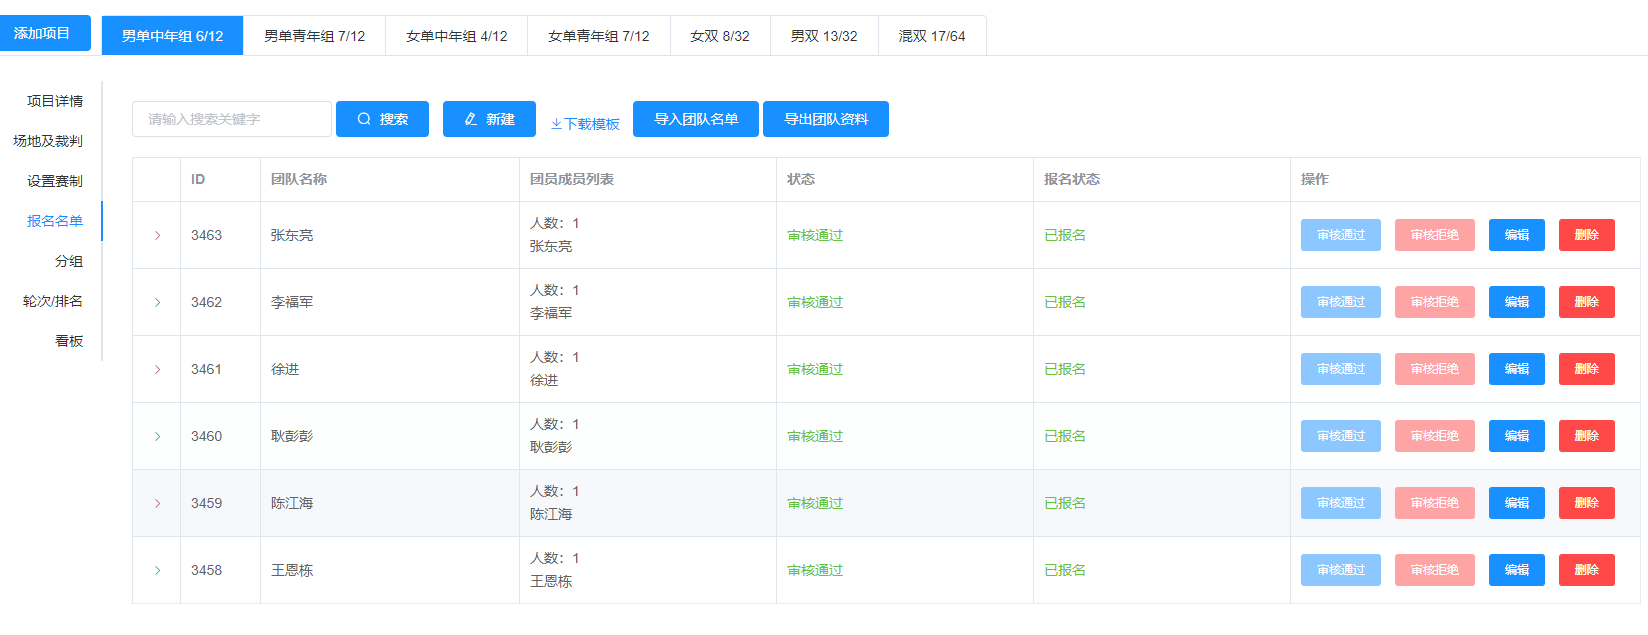 添加项目
男单中年组 6/12
男单青年组 7/12
女单中年组 4/12
女单青年组 7/12
女双 8/32
男双 13/32
混双 17/64
项目详情
场地及裁判
设置赛制
报名名单
分组
轮次/排名
看板
请输入搜索关键字
搜索
新建
下载模板
导入团队名单
导出团队资料
ID 团队名称 团员成员列表 状态 报名状态 操作
3463 张东亮 人数：1
张东亮
审核通过 已报名 审核通过 审核拒绝 编辑 删除
3462 李福军 人数：1
李福军
审核通过 已报名 审核通过 审核拒绝 编辑 删除
3461 徐进 人数：1
徐进
审核通过 已报名 审核通过 审核拒绝 编辑 删除
3460 耿彭彭 人数：1
耿彭彭
审核通过 已报名 审核通过 审核拒绝 编辑 删除
3459 陈江海 人数：1
陈江海
审核通过 已报名 审核通过 审核拒绝 编辑 删除
3458 王恩栋 人数：1
王恩栋
审核通过 已报名 审核通过 审核拒绝 编辑 删除